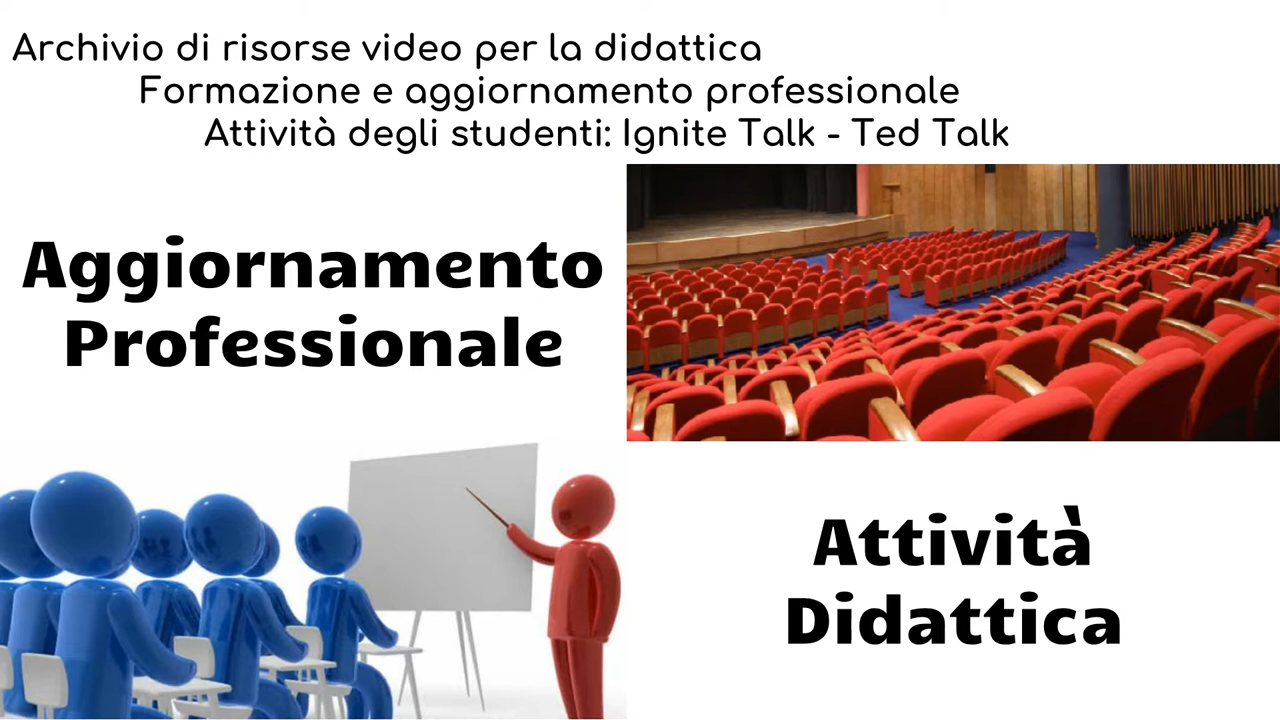 Archivio di risorse video per la didattica
Formazione e aggiornamento professionale
Attività degli studenti: Ignite Talk - Ted Talk
Aggiornamento
Professionale
Attività
Didattica